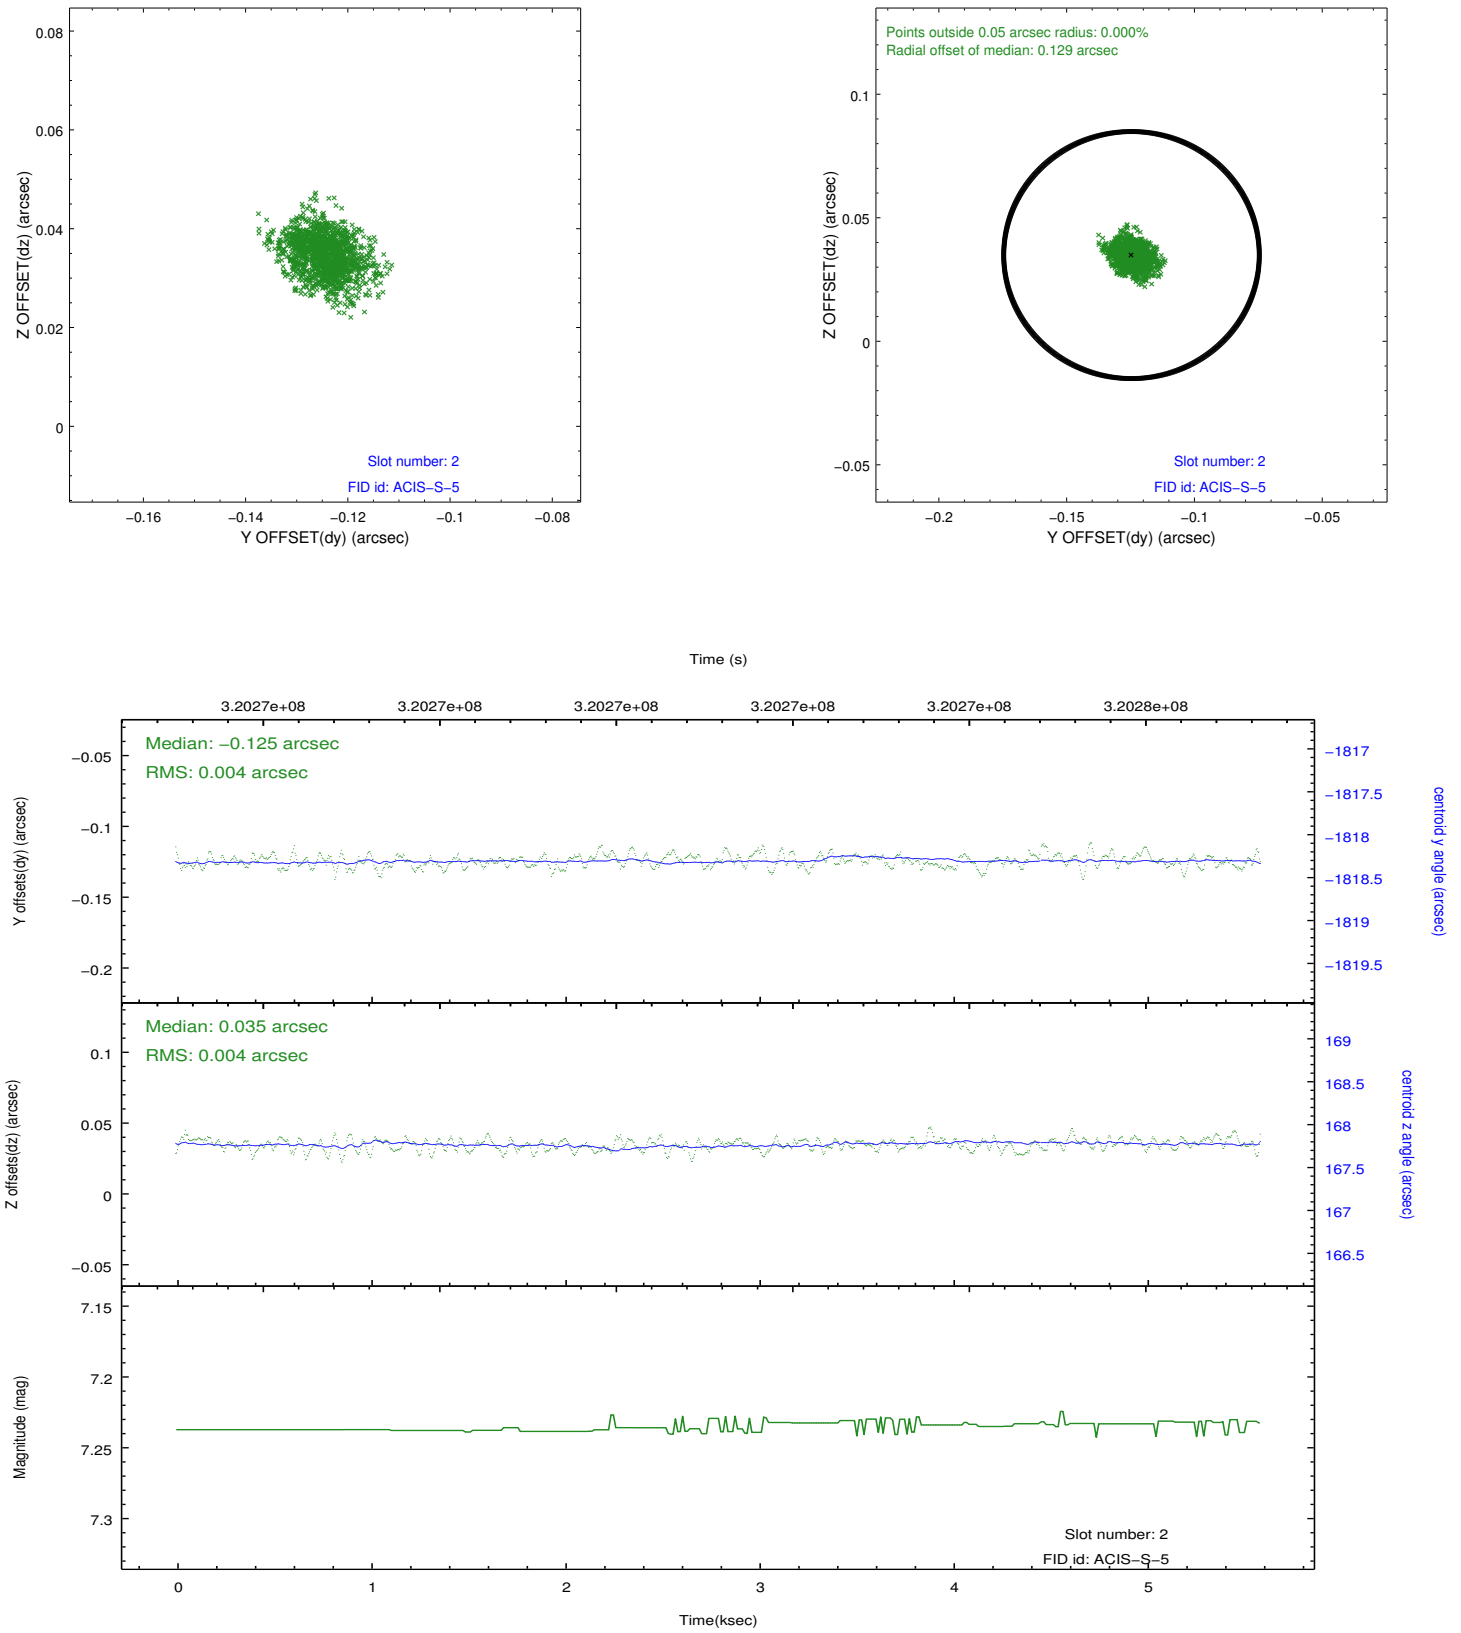 0.08
0.06
0.04
0.02
0
Z OFFSET(dz) (arcsec)
Slot number: 2
FID id: ACIS−S−5
−0.16
−0.14
−0.12
−0.1
−0.08
Y OFFSET(dy) (arcsec)
Points outside 0.05 arcsec radius: 0.000%
Radial offset of median: 0.129 arcsec
0.1
0.05
0
−0.05
Z OFFSET(dz) (arcsec)
Slot number: 2
FID id: ACIS−S−5
−0.2
−0.15
−0.1
−0.05
Y OFFSET(dy) (arcsec)
Time (s)
3.2027e+08
3.2027e+08
3.2027e+08
3.2027e+08
3.2027e+08
3.2028e+08
Median: −0.125 arcsec
RMS: 0.004 arcsec
−0.05
−0.1
−0.15
−0.2
Y offsets(dy) (arcsec)
−1817
−1817.5
−1818
−1818.5
−1819
−1819.5
centroid y angle (arcsec)
Median: 0.035 arcsec
RMS: 0.004 arcsec
0.1
0.05
0
−0.05
Z offsets(dz) (arcsec)
169
168.5
168
167.5
167
166.5
centroid z angle (arcsec)
7.15
7.2
7.25
7.3
Magnitude (mag)
Slot number: 2
FID id: ACIS−S−5
0
1
2
3
4
5
Time(ksec)